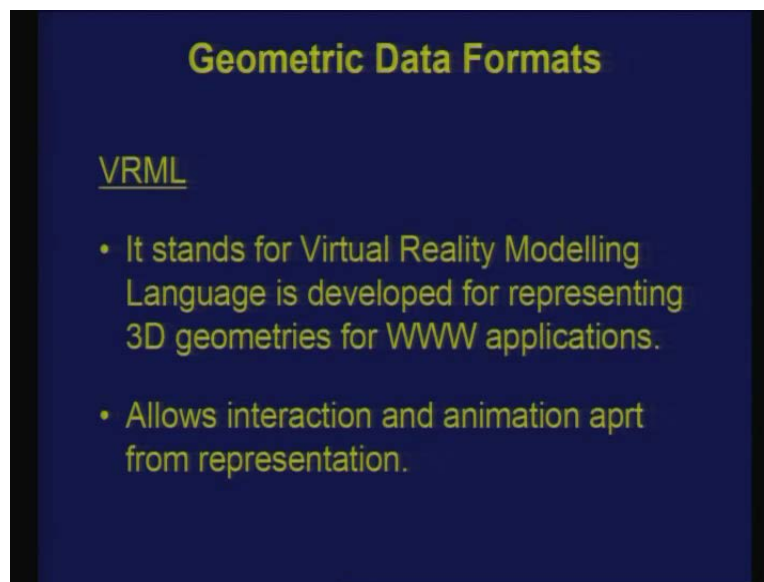 Geometric Data Formats
VRML
• It stands for Virtual Reality Modelling
Language is developed for representing
3D geometries for WWW applications.
• Allows interaction and animation aprt
from representation.